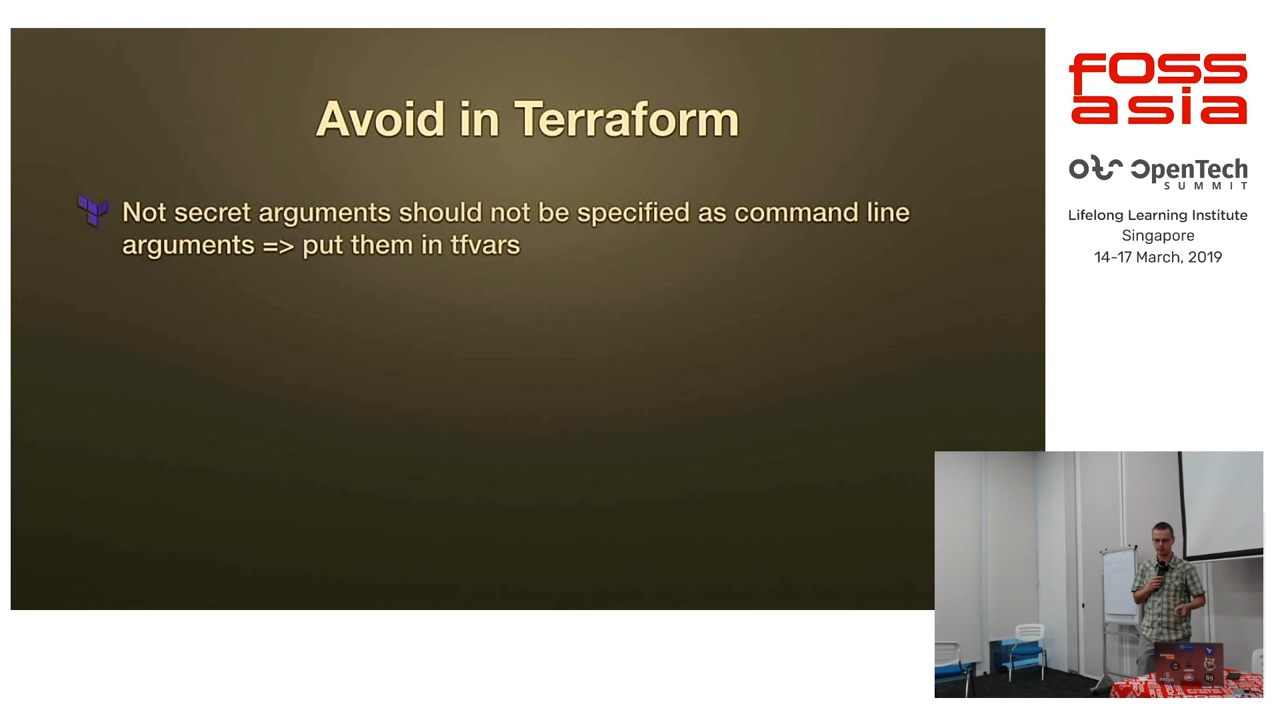 Avoid in Terraform
Not secret arguments should not be specified as command line
arguments => put them in tfvars
fOSS
asia
OpenTech
SUMMIT
Lifelong Learning Institute
Singapore
14-17 March, 2019